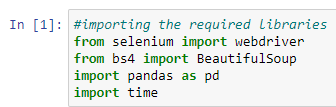 In [1]: #importing the required libraries
from selenium import webdriver
from bs4 import BeautifulSoup
import pandas as pd
import time